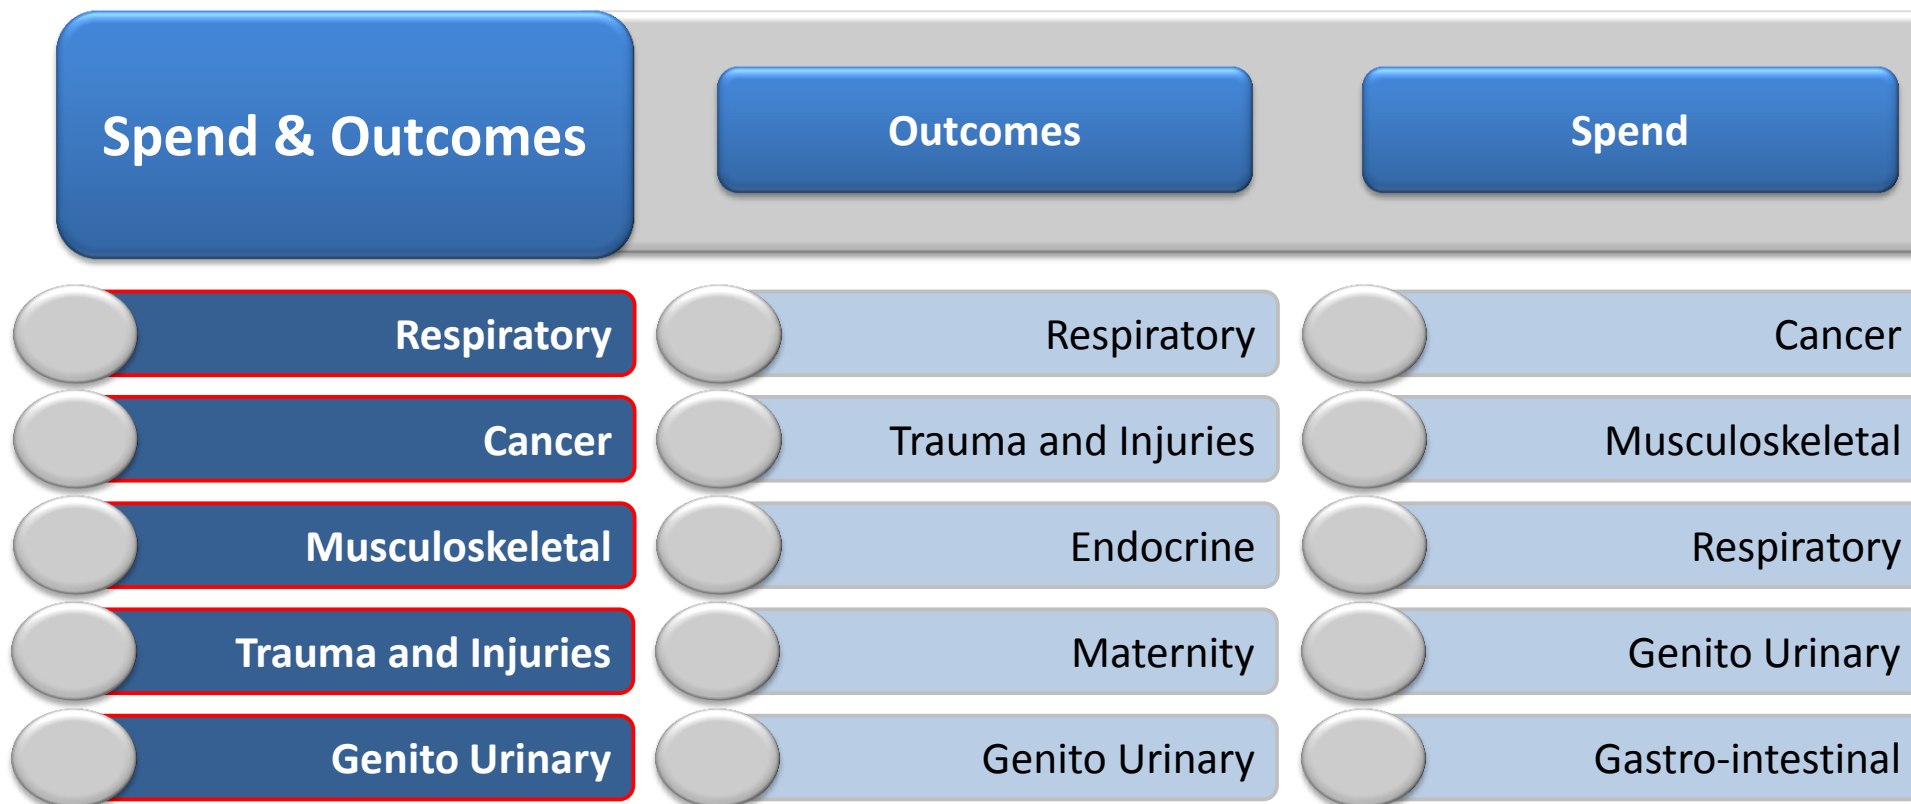 Spend & Outcomes
Outcomes
Spend
Respiratory
Respiratory
Cancer
Cancer
Trauma and Injuries
Musculoskeletal
Musculoskeletal
Endocrine
Respiratory
Trauma and Injuries
Maternity
Genito Urinary
Genito Urinary
Genito Urinary
Gastro-intestinal